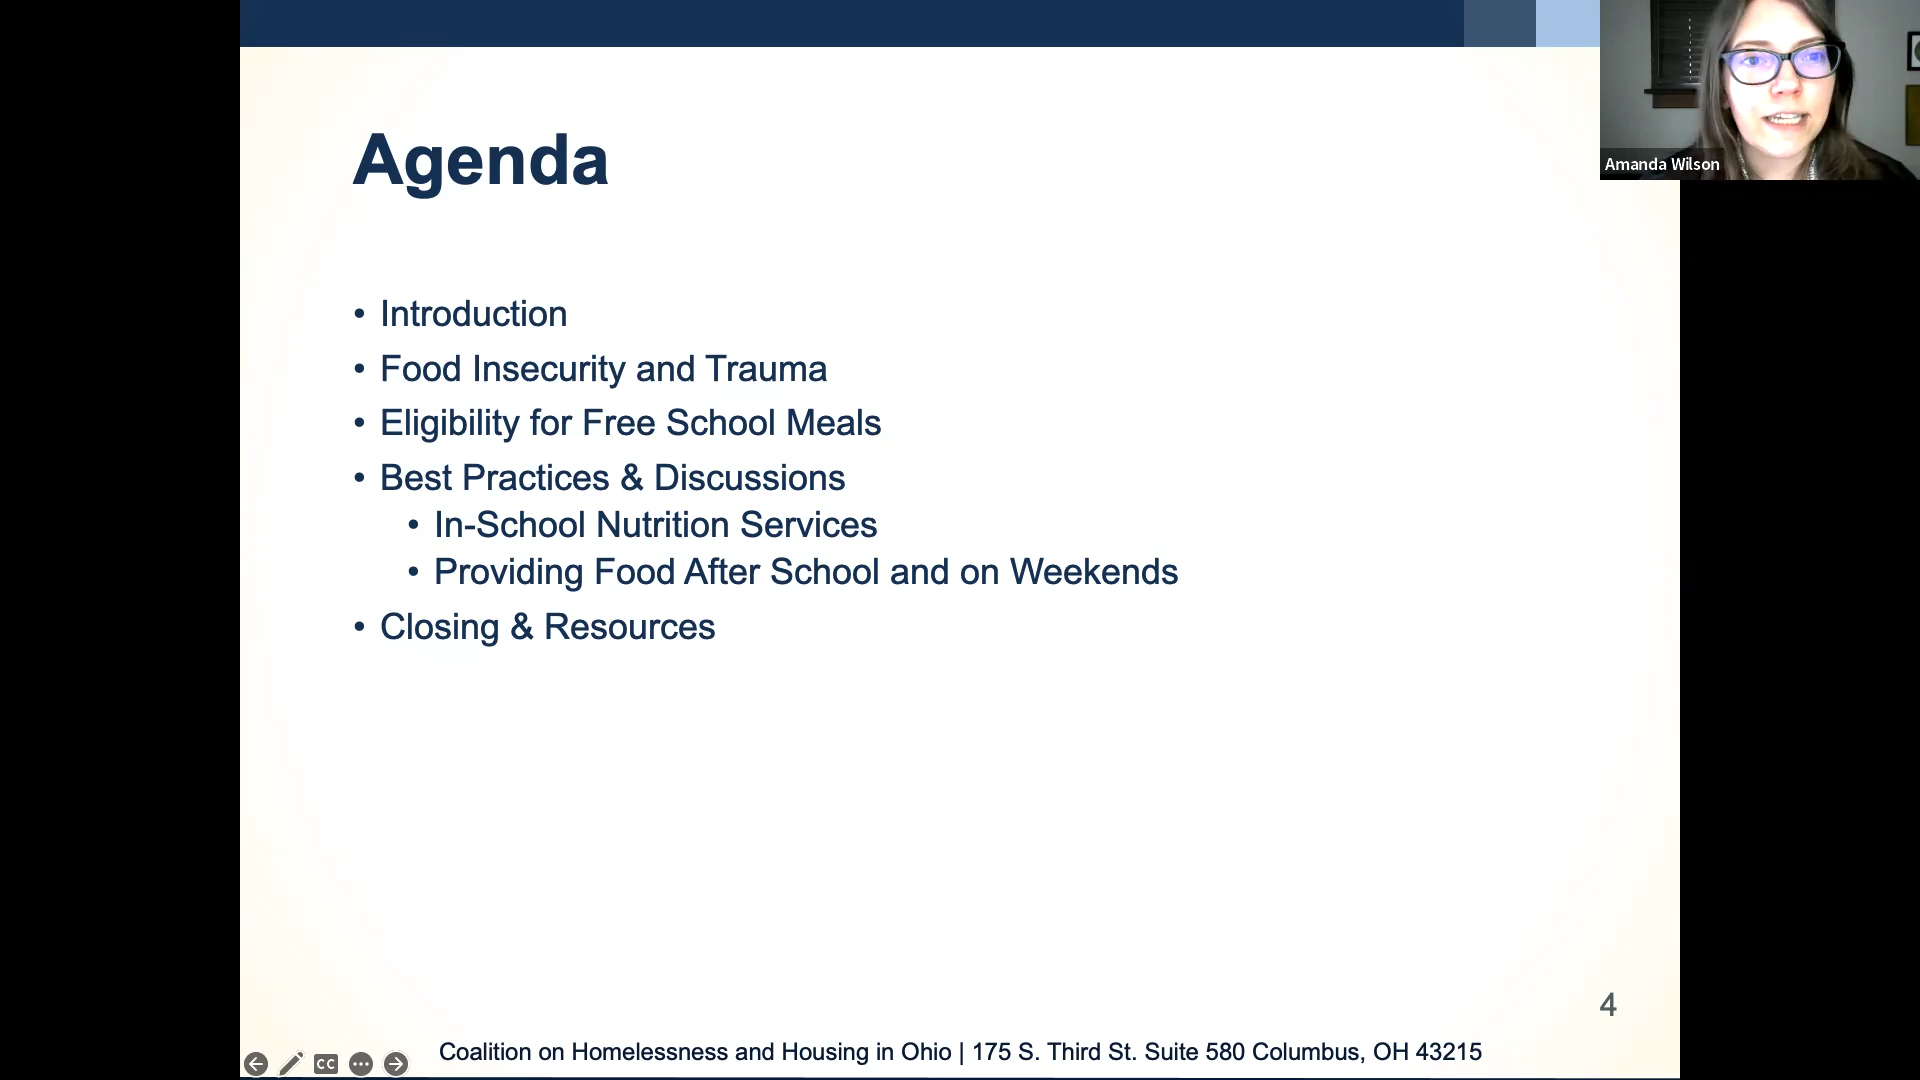 Agenda
Amanda Wilson
• Introduction
• Food Insecurity and Trauma
• Eligibility for Free School Meals
• Best Practices & Discussions
• In-School Nutrition Services
• Providing Food After School and on Weekends
• Closing & Resources
4
CC
Coalition on Homelessness and Housing in Ohio | 175 S. Third St. Suite 580 Columbus, OH 43215